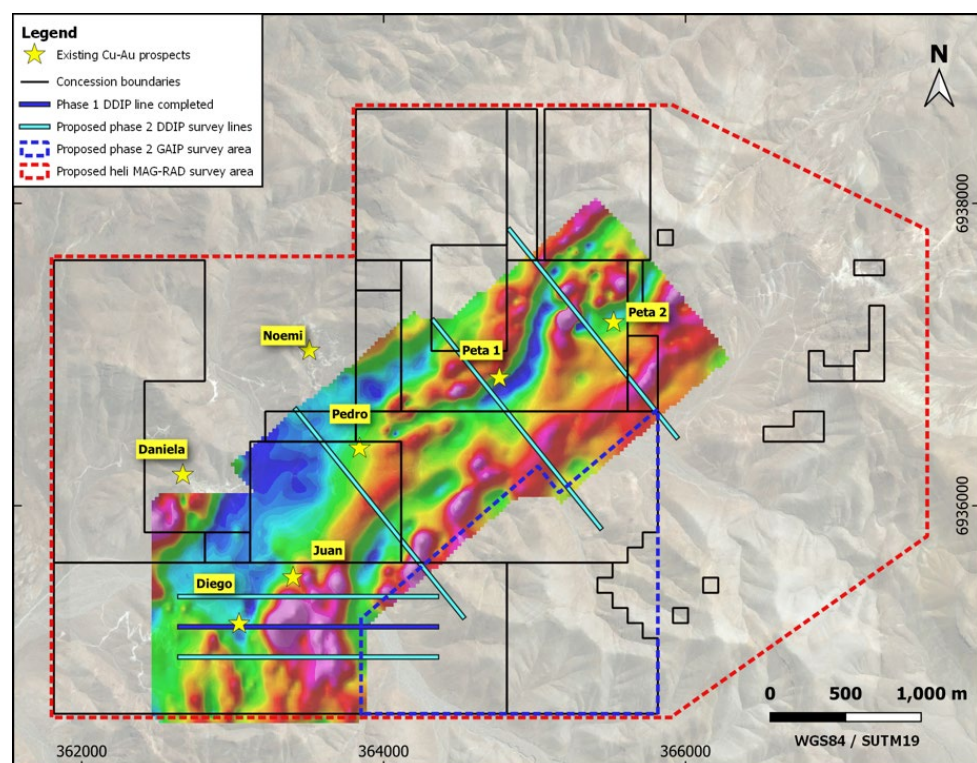 Legend
Existing Cu-Au prospects
Concession boundaries
Phase 1 DDIP line completed
Proposed phase 2 DDIP survey lines
Proposed phase 2 GAIP survey area
Proposed heli MAG-RAD survey area
N
6938000
Noemi
Peta 2
Peta 1
Pedro
Daniela
6936000
Juan
Diego
0 500 1,000 m
WGS84 / SUTM19
362000 364000 366000